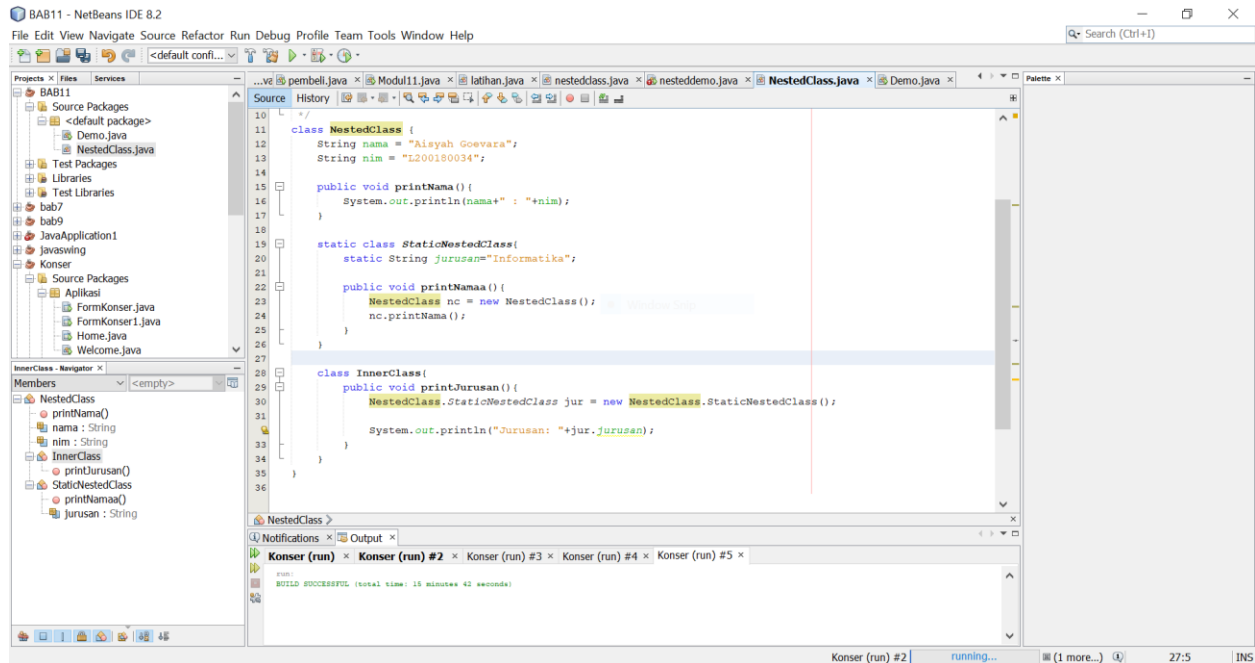 BAB11 - NetBeans IDE 8.2
File Edit View Navigate Source Refactor Run Debug Profile Team Tools Window Help
Search (Ctrl+I)
<default confi...
Projects Files Services
BAB11
Source Packages
<default package>
Demo.java
NestedClass.java
Test Packages
Libraries
Test Libraries
bab7
bab9
JavaApplication1
javaswing
Konser
Source Packages
Aplikasi
FormKonser.java
FormKonser1.java
Home.java
Welcome.java
InnerClass - Navigator
Members <empty>
NestedClass
printNama()
nama : String
nim : String
InnerClass
printJurusan()
StaticNestedClass
printNamaa()
jurusan : String
...va pembeli.java Modul11.java latihan.java nestedclass.java nesteddemo.java NestedClass.java Demo.java
Source History
10 */
11 class NestedClass {
12 String nama = "Aisyah Goevara";
13 String nim = "L200180034";
14
15 public void printNama(){
16 System.out.println(nama+" : "+nim);
17 }
18
19 static class StaticNestedClass{
20 static String jurusan="Informatika";
21
22 public void printNamaa(){
23 NestedClass nc = new NestedClass();
24 nc.printNama();
25 }
26 }
27
28 class InnerClass{
29 public void printJurusan(){
30 NestedClass.StaticNestedClass jur = new NestedClass.StaticNestedClass();
31
System.out.println("Jurusan: "+jur.jurusan);
33 }
34 }
35 }
36
NestedClass
Notifications Output
Konser (run) Konser (run) #2 Konser (run) #3 Konser (run) #4 Konser (run) #5
run:
BUILD SUCCESSFUL (total time: 15 minutes 42 seconds)
Palette
Konser (run) #2 running... (1 more...) 27:5 INS